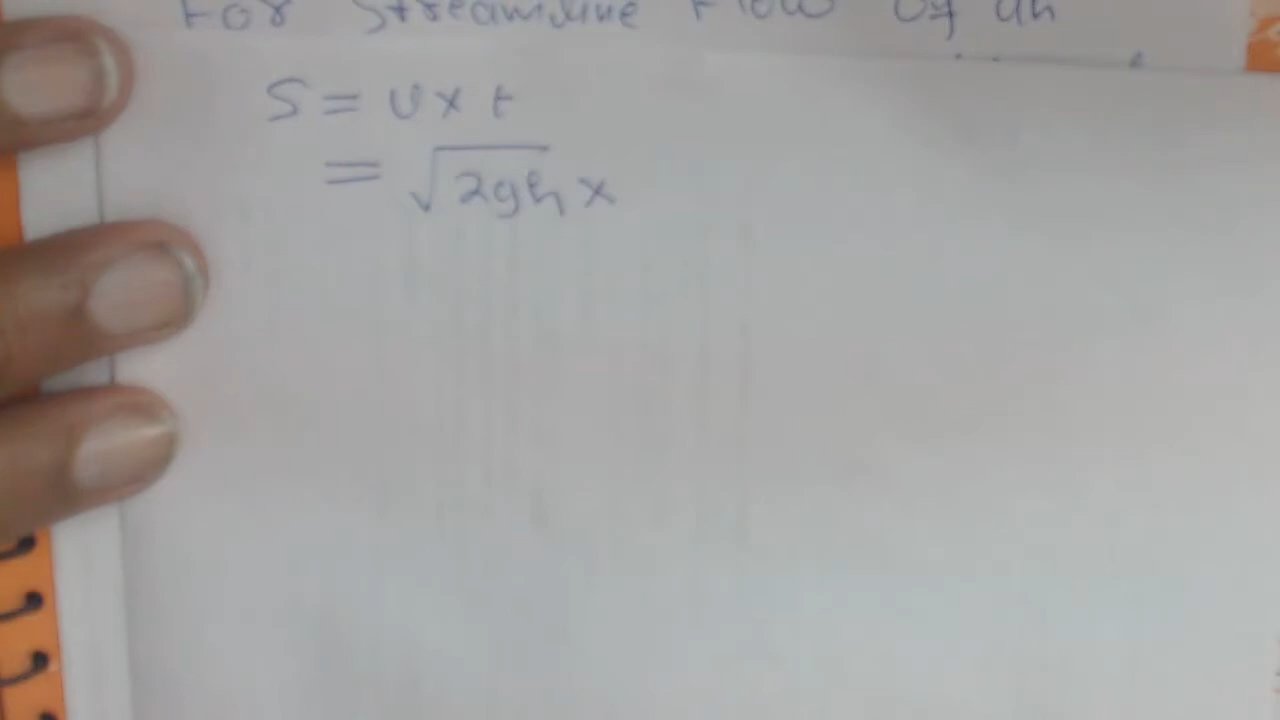 For Streamline Flow of an
S = U x t
= √2gh x